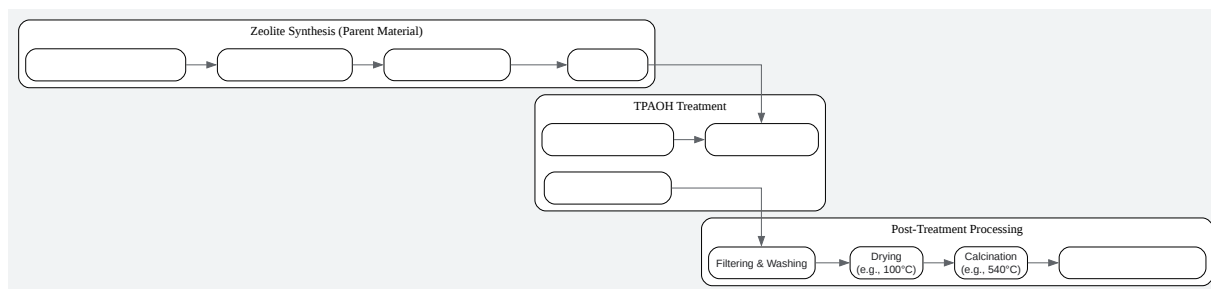 Zeolite Synthesis (Parent Material)
TPAOH Treatment
Post-Treatment Processing
Filtering & Washing
Drying
(e.g., 100°C)
Calcination
(e.g., 540°C)